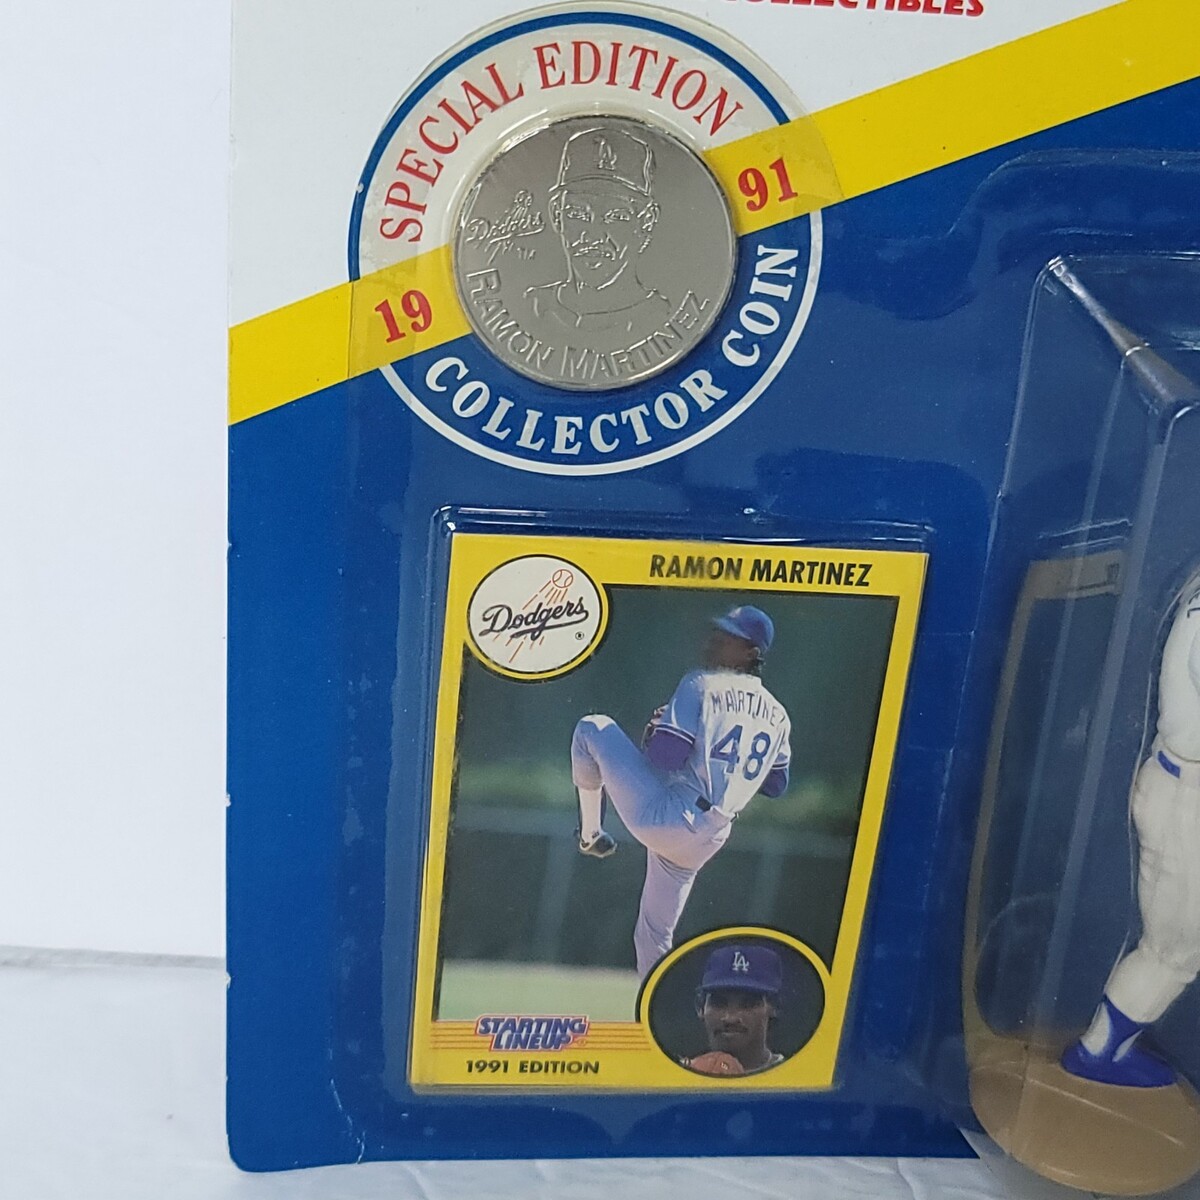 COLLECTIBLES
SPECIAL EDITION
19 91
COLLECTOR COIN
LA
Dodgers
RAMON MARTINEZ
RAMON MARTINEZ
Dodgers ®
MARTINEZ
48
LA
STARTING
LINEUP
1991 EDITION